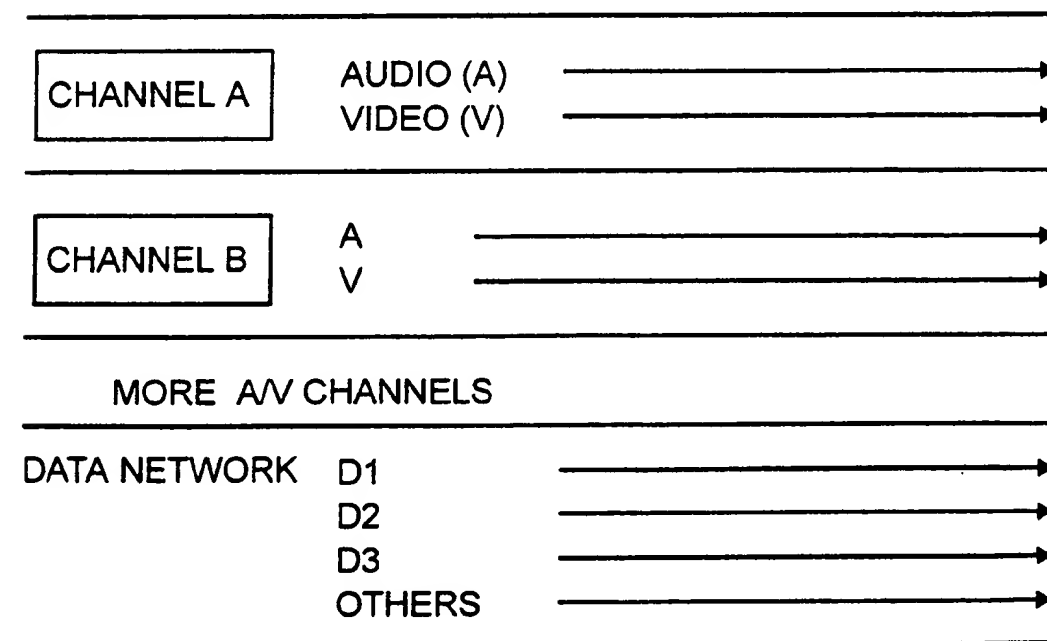 CHANNEL A
AUDIO (A)
VIDEO (V)
CHANNEL B
A
V
MORE A/V CHANNELS
DATA NETWORK D1
D2
D3
OTHERS